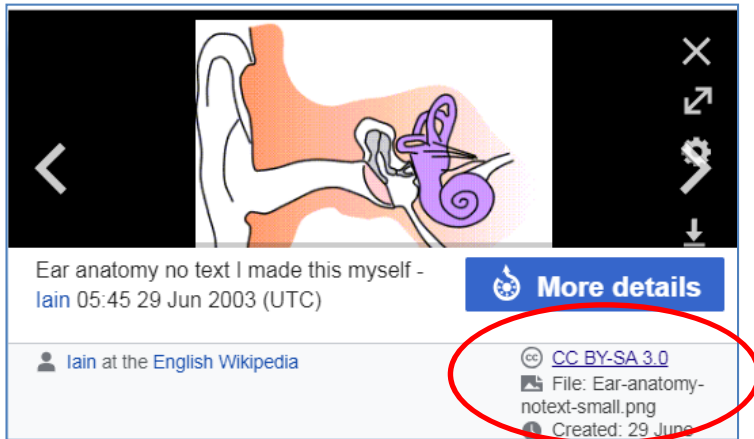 Ear anatomy no text I made this myself -
Iain 05:45 29 Jun 2003 (UTC)
More details
Iain at the English Wikipedia
cc CC BY-SA 3.0
File: Ear-anatomy-
notext-small.png
Created: 29 June